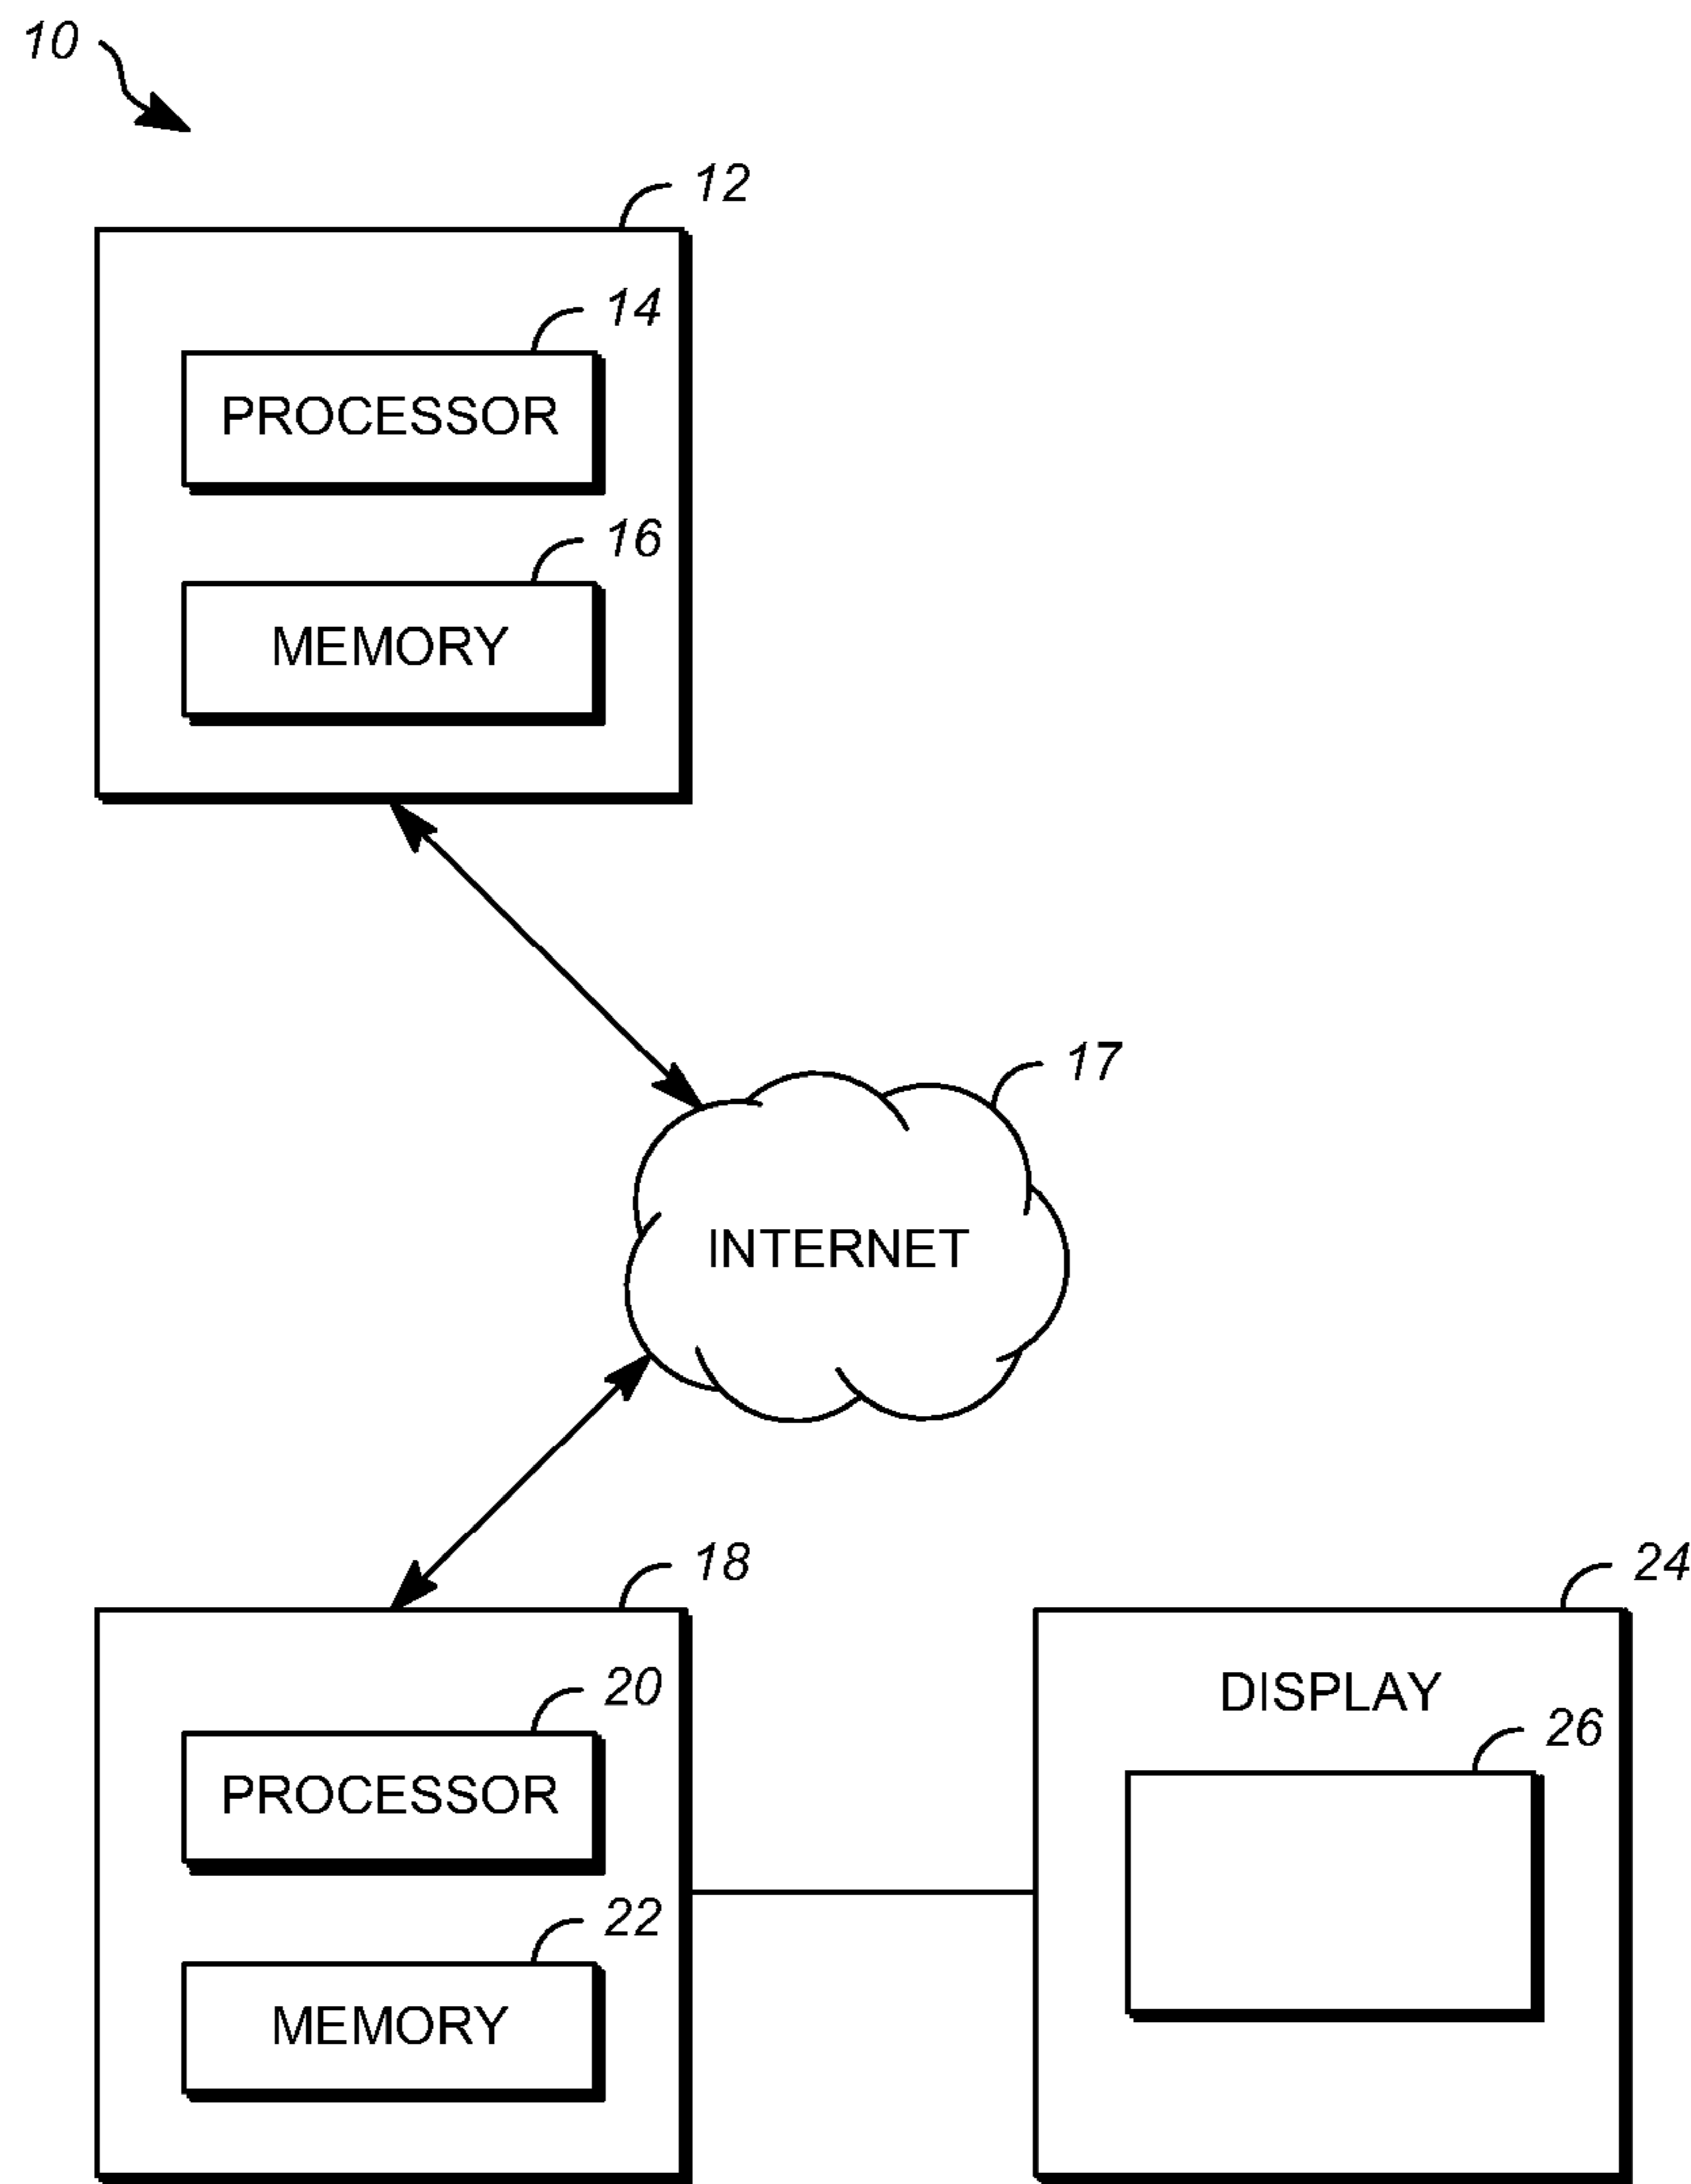 10
12
14
PROCESSOR
16
MEMORY
17
INTERNET
18
24
20
DISPLAY
26
PROCESSOR
22
MEMORY